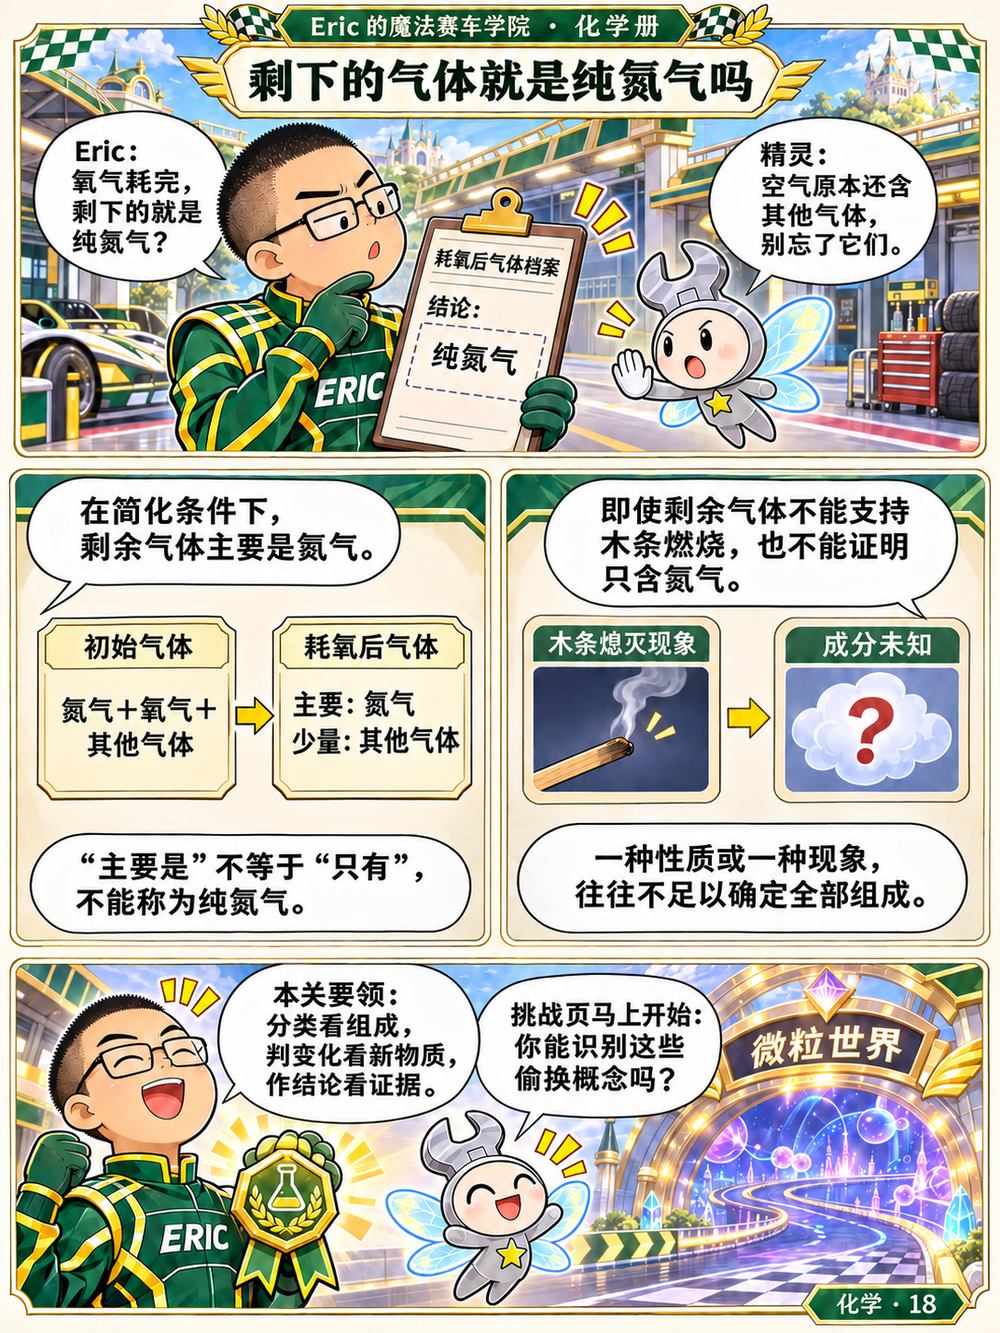 Eric 的魔法赛车学院 · 化学册
剩下的气体就是纯氮气吗
Eric：
氧气耗完，
剩下的就是
纯氮气？
耗氧后气体档案
结论：
纯氮气
ERIC
精灵：
空气原本还含
其他气体，
别忘了它们。
在简化条件下，
剩余气体主要是氮气。
初始气体
氮气＋氧气＋
其他气体
耗氧后气体
主要：氮气
少量：其他气体
“主要是”不等于“只有”，
不能称为纯氮气。
即使剩余气体不能支持
木条燃烧，也不能证明
只含氮气。
木条熄灭现象
成分未知
?
一种性质或一种现象，
往往不足以确定全部组成。
本关要领：
分类看组成，
判变化看新物质，
作结论看证据。
挑战页马上开始：
你能识别这些
偷换概念吗？
微粒世界
ERIC
化学 · 18